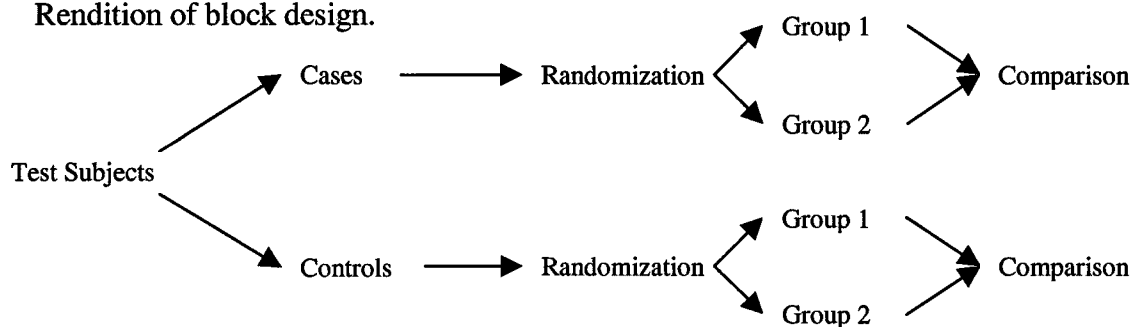 Rendition of block design.
Group 1
Cases Randomization Comparison
Group 2
Test Subjects
Group 1
Controls Randomization Comparison
Group 2